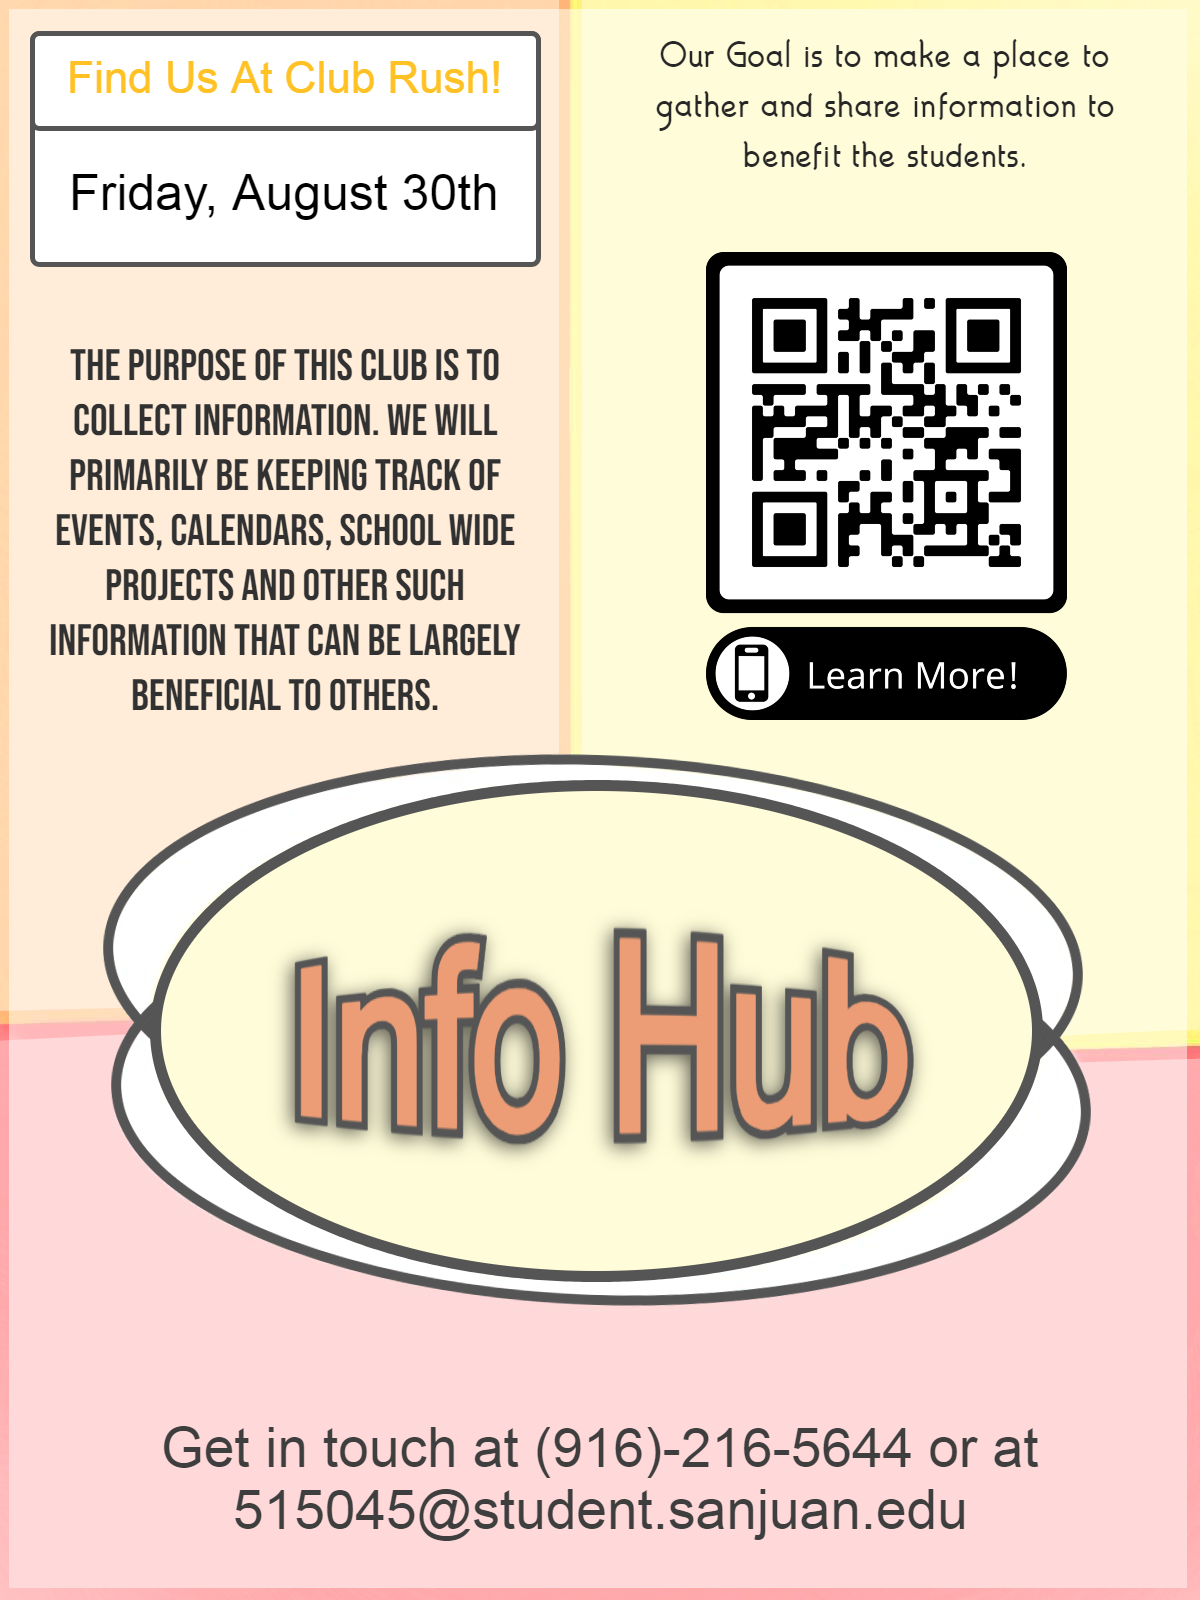 Find Us At Club Rush!
Friday, August 30th
THE PURPOSE OF THIS CLUB IS TO
COLLECT INFORMATION. WE WILL
PRIMARILY BE KEEPING TRACK OF
EVENTS, CALENDARS, SCHOOL WIDE
PROJECTS AND OTHER SUCH
INFORMATION THAT CAN BE LARGELY
BENEFICIAL TO OTHERS.
Our Goal is to make a place to
gather and share information to
benefit the students.
Learn More!
Info Hub
Get in touch at (916)-216-5644 or at
515045@student.sanjuan.edu